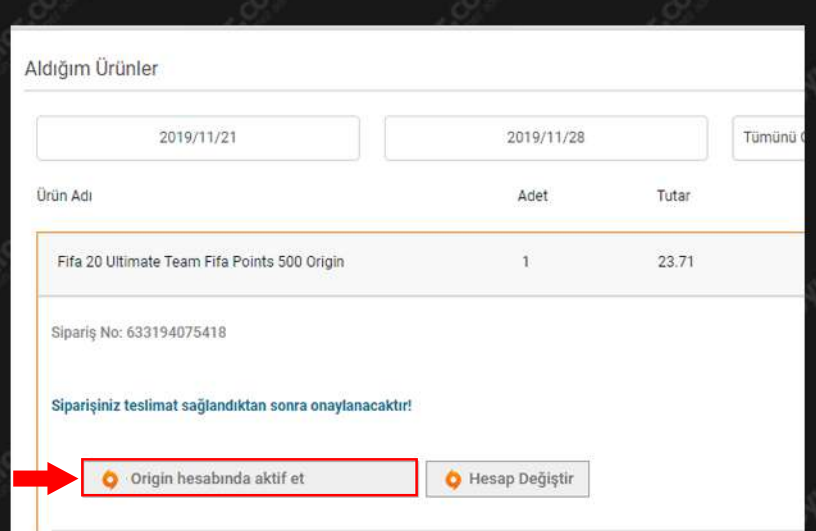 Aldığım Ürünler
2019/11/21
2019/11/28
Tümünü
Ürün Adı
Adet
Tutar
Fifa 20 Ultimate Team Fifa Points 500 Origin
1
23.71
Sipariş No: 633194075418
Siparişiniz teslimat sağlandıktan sonra onaylanacaktır!
Origin hesabında aktif et
Hesap Değiştir